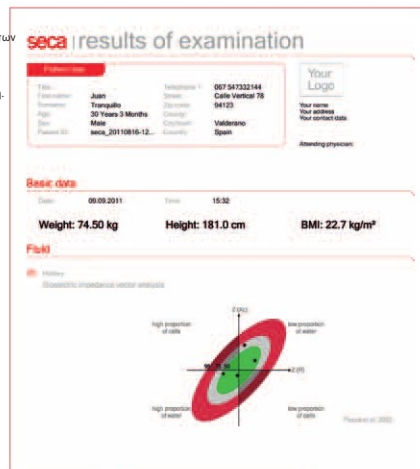 των
seca results of examination
Patient data
Title:
First name: Juan
Surname: Tranquillo
Age: 30 Years 3 Months
Sex: Male
Patient ID: seca_20110816-12...
Telephone 1: 067 547332144
Street: Calle Vertical 78
Zip code: 04123
County:
City/town: Valderano
Country: Spain
Your
Logo
Your name
Your address
Your contact data
Attending physician:
Basic data
Date: 09.09.2011 Time: 15:32
Weight: 74.50 kg Height: 181.0 cm BMI: 22.7 kg/m²
Fluid
History
Bioelectric impedance vector analysis
high proportion
of cells
low proportion
of water
high proportion
of water
low proportion
of cells